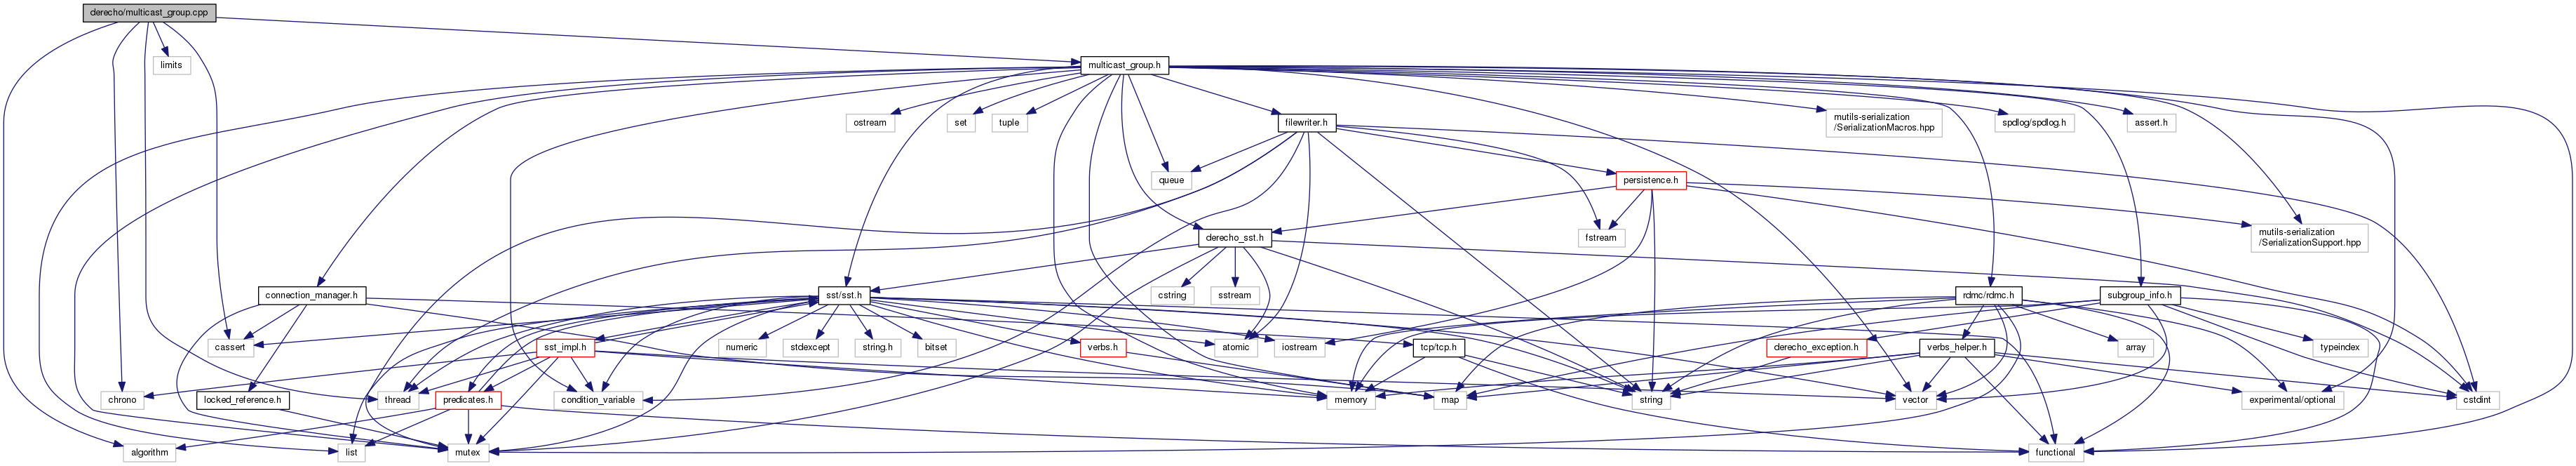 derecho/multicast_group.cpp
limits
multicast_group.h
ostream
set
tuple
filewriter.h
mutils-serialization
/SerializationMacros.hpp
spdlog/spdlog.h
assert.h
queue
persistence.h
derecho_sst.h
fstream
mutils-serialization
/SerializationSupport.hpp
connection_manager.h
sst/sst.h
cstring
sstream
rdmc/rdmc.h
subgroup_info.h
cassert
numeric
stdexcept
string.h
bitset
sst_impl.h
verbs.h
atomic
iostream
tcp/tcp.h
derecho_exception.h
verbs_helper.h
array
typeindex
chrono
locked_reference.h
thread
predicates.h
condition_variable
memory
map
string
vector
experimental/optional
cstdint
algorithm
list
mutex
functional